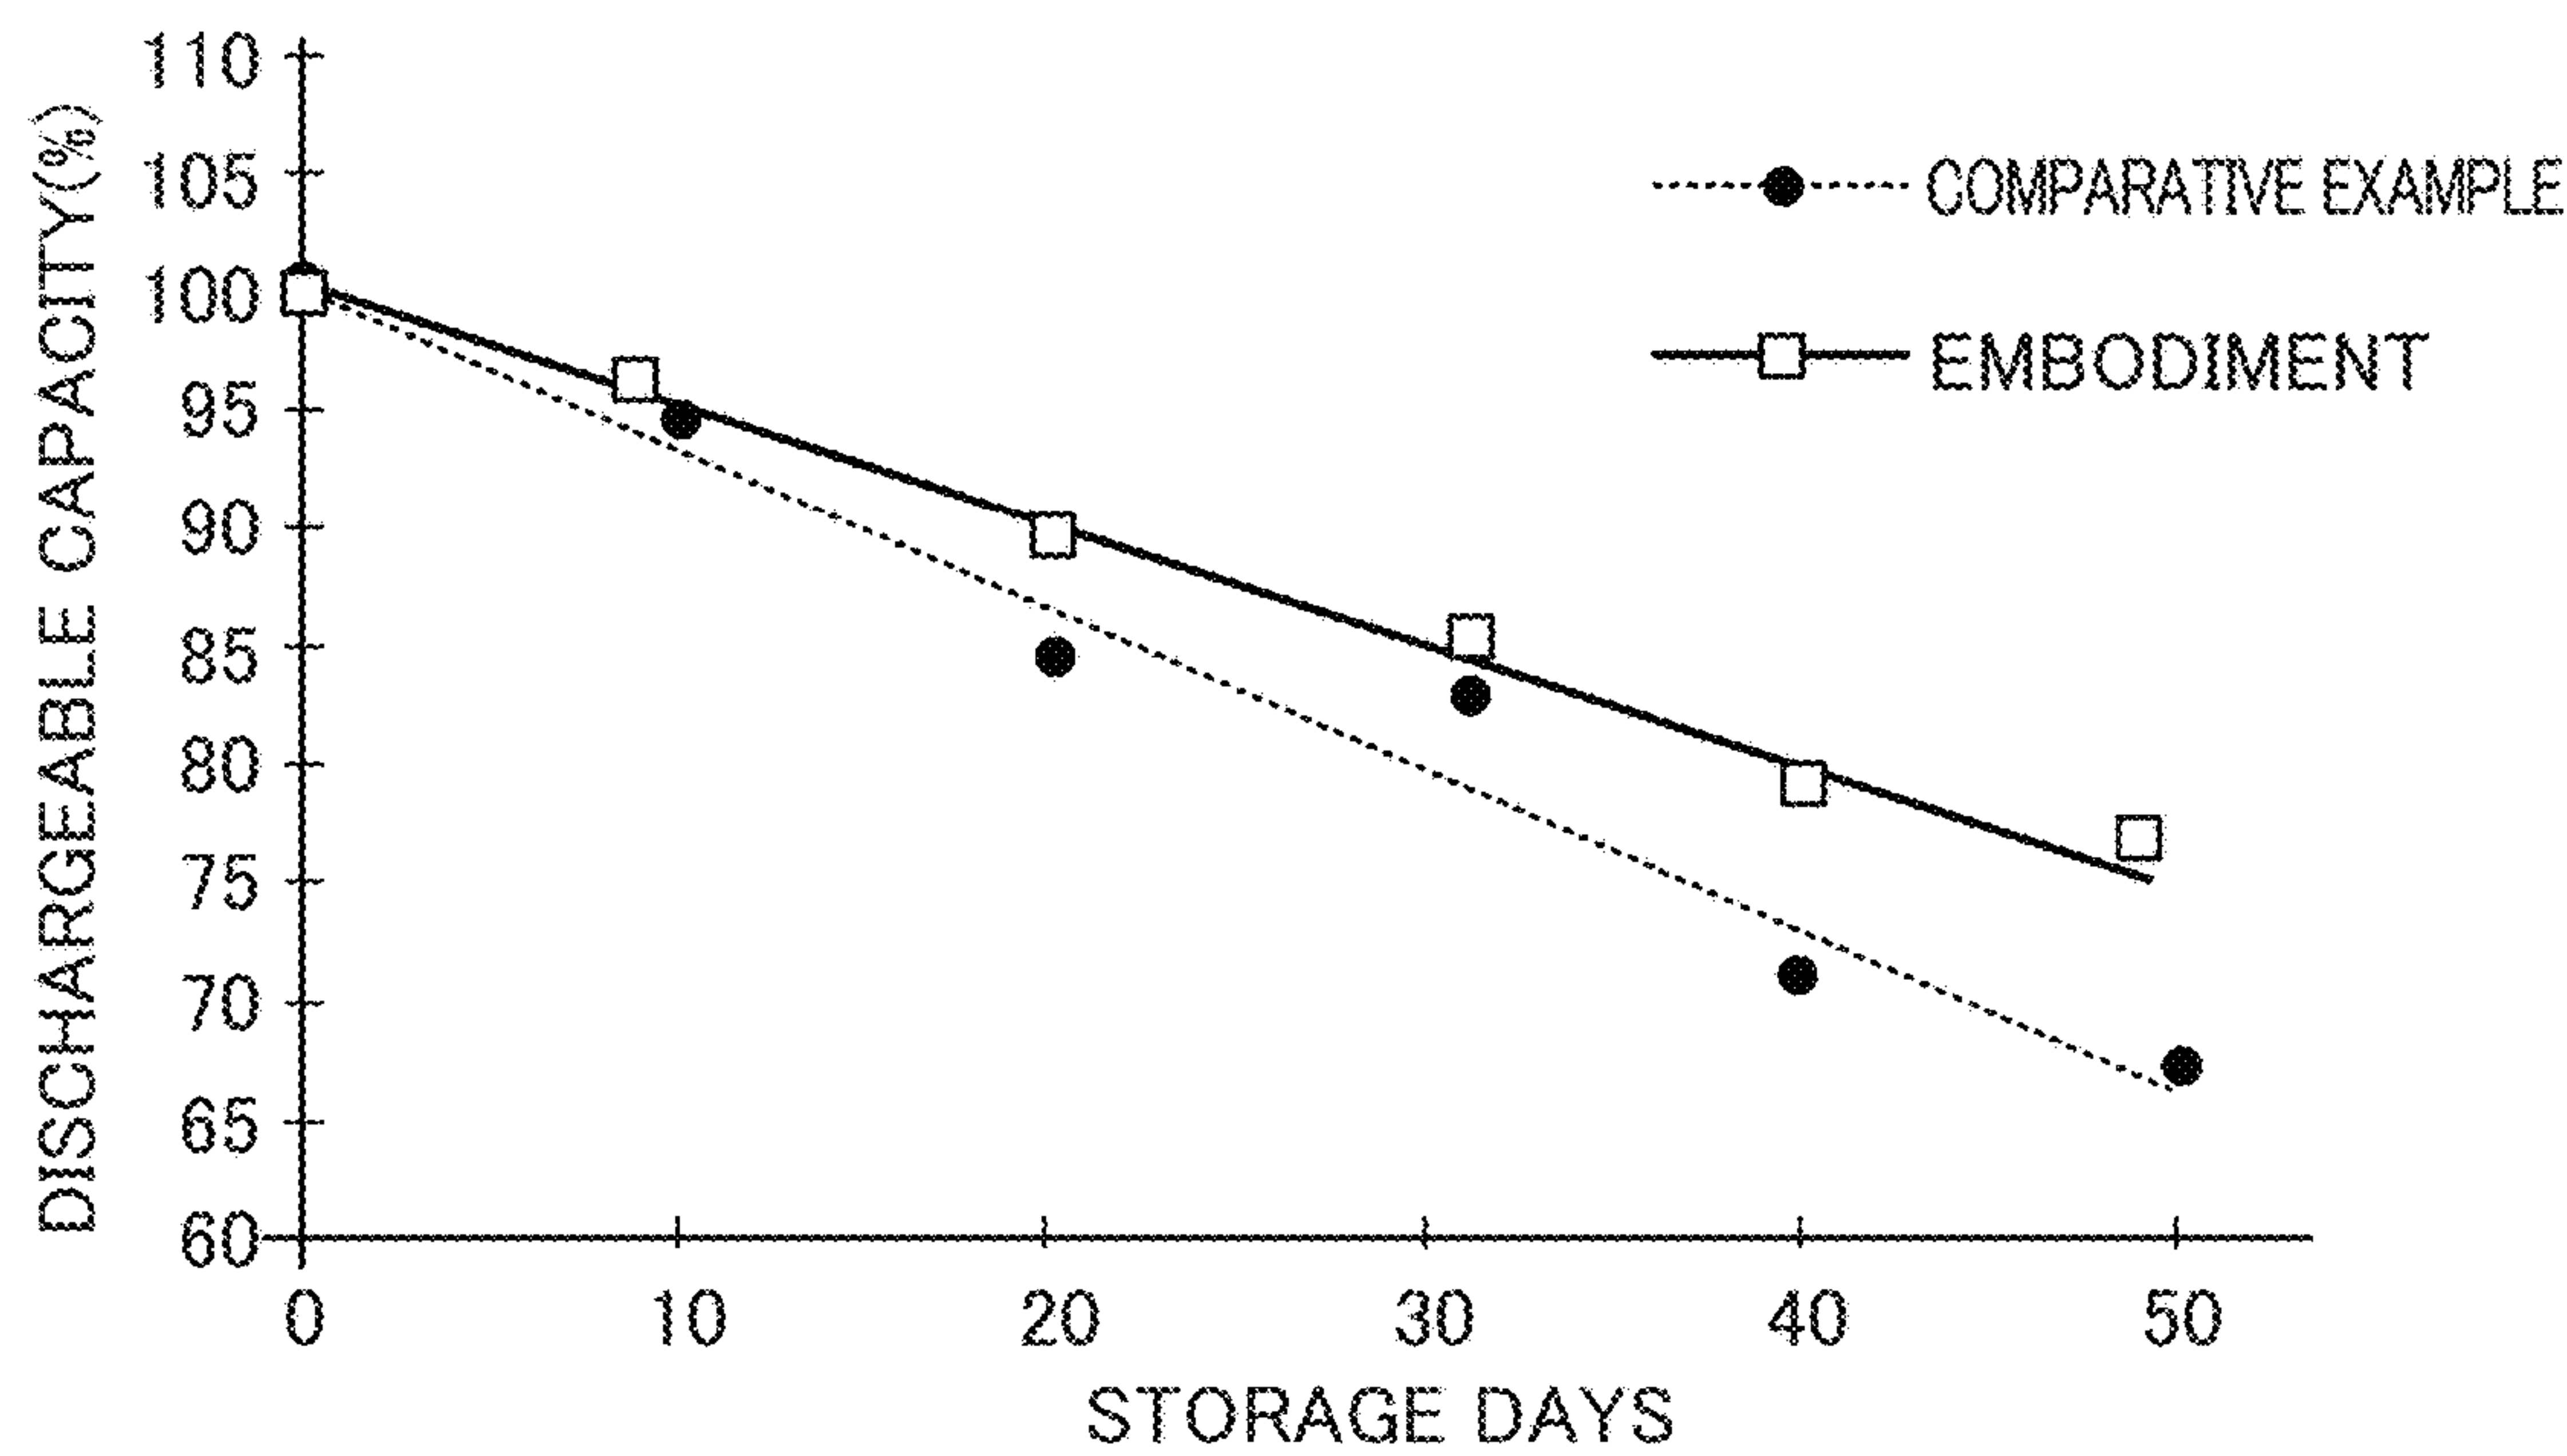 DISCHARGEABLE CAPACITY(%)
110
105
100
95
90
85
80
75
70
65
60
0 10 20 30 40 50
STORAGE DAYS
COMPARATIVE EXAMPLE
EMBODIMENT